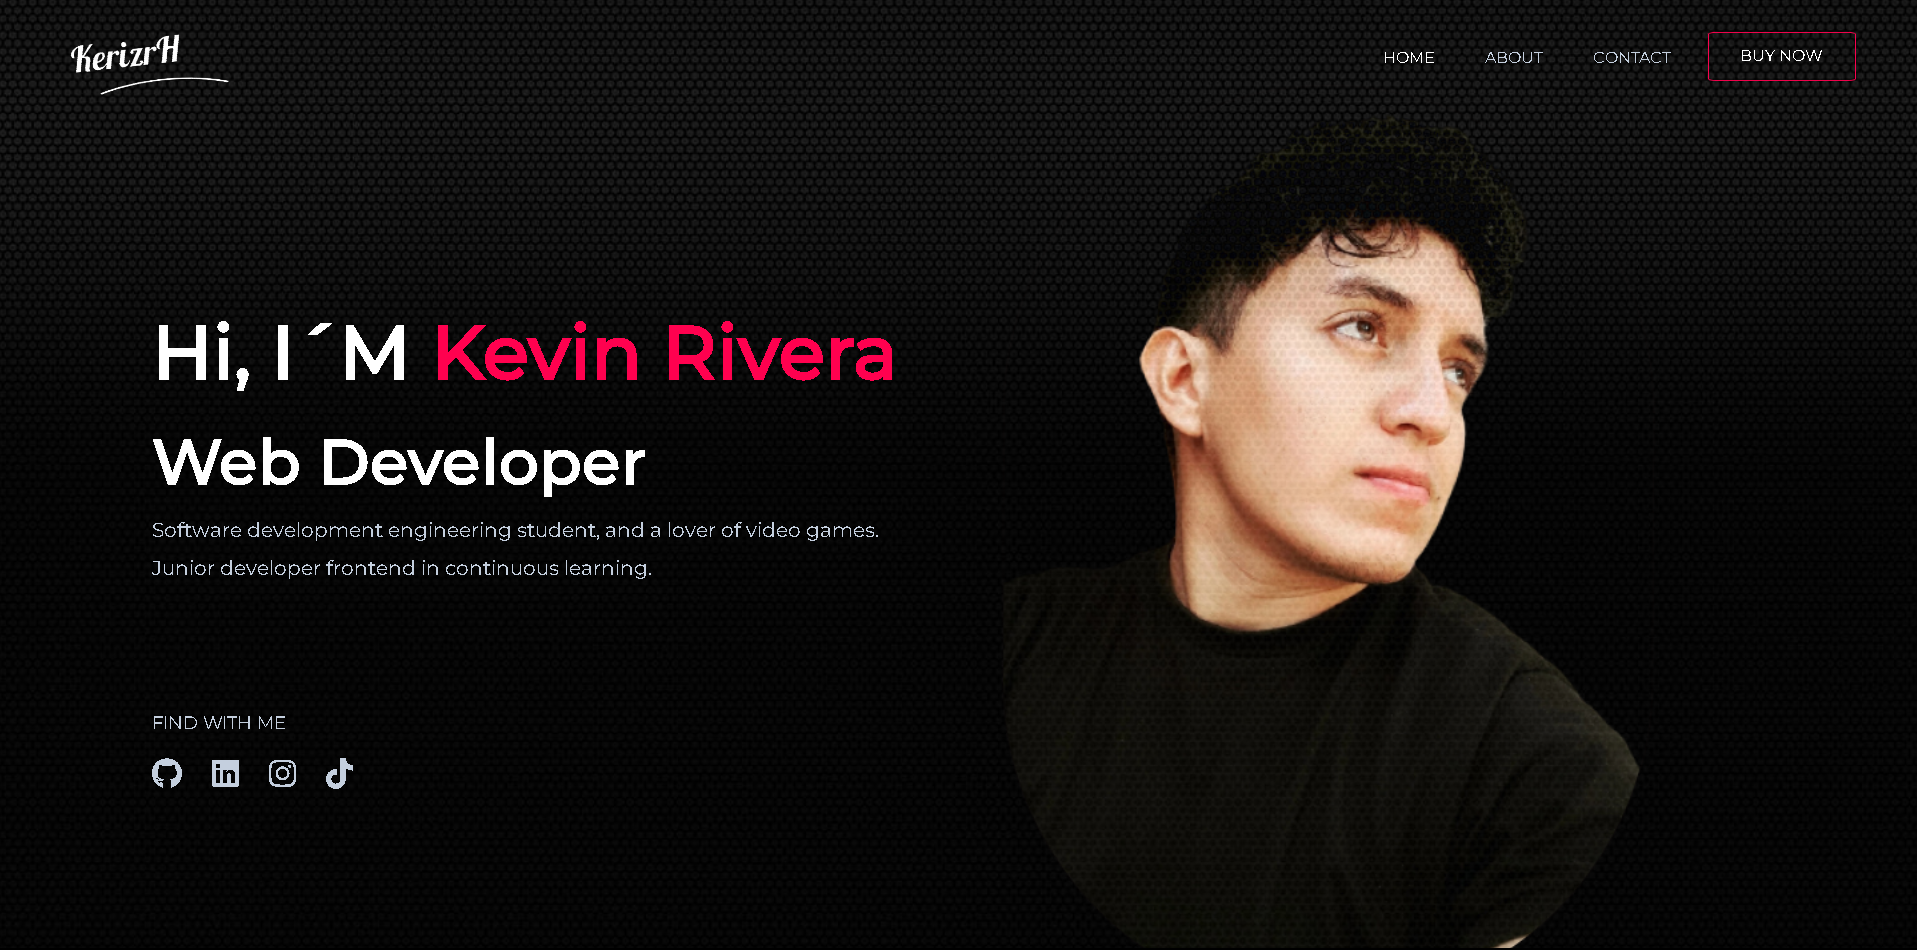 KerizrH
HOME ABOUT CONTACT BUY NOW
Hi, I´M Kevin Rivera
Web Developer
Software development engineering student, and a lover of video games.
Junior developer frontend in continuous learning.
FIND WITH ME
in